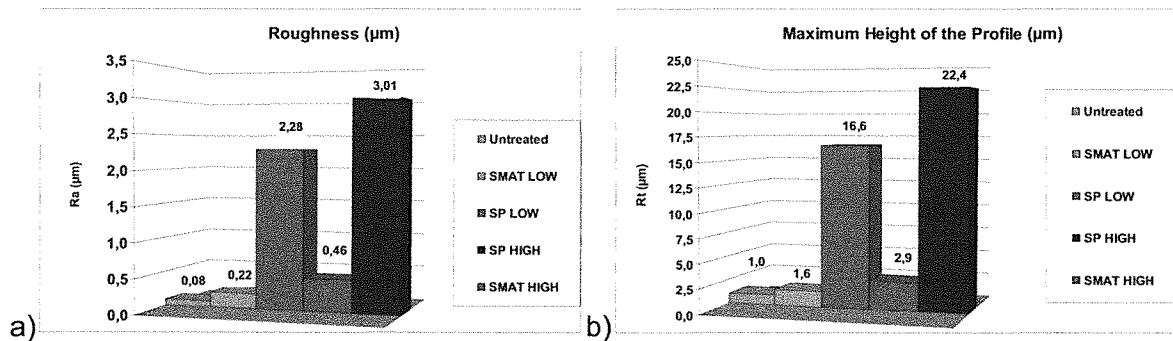 Roughness (µm)
3,5
3,0
2,5
2,0
1,5
1,0
0,5
0,0
Ra (µm)
0,08
0,22
2,28
0,46
3,01
Untreated
SMAT LOW
SP LOW
SP HIGH
SMAT HIGH
a)
Maximum Height of the Profile (µm)
25,0
22,5
20,0
17,5
15,0
12,5
10,0
7,5
5,0
2,5
0,0
Rt (µm)
1,0
1,6
16,6
2,9
22,4
Untreated
SMAT LOW
SP LOW
SP HIGH
SMAT HIGH
b)